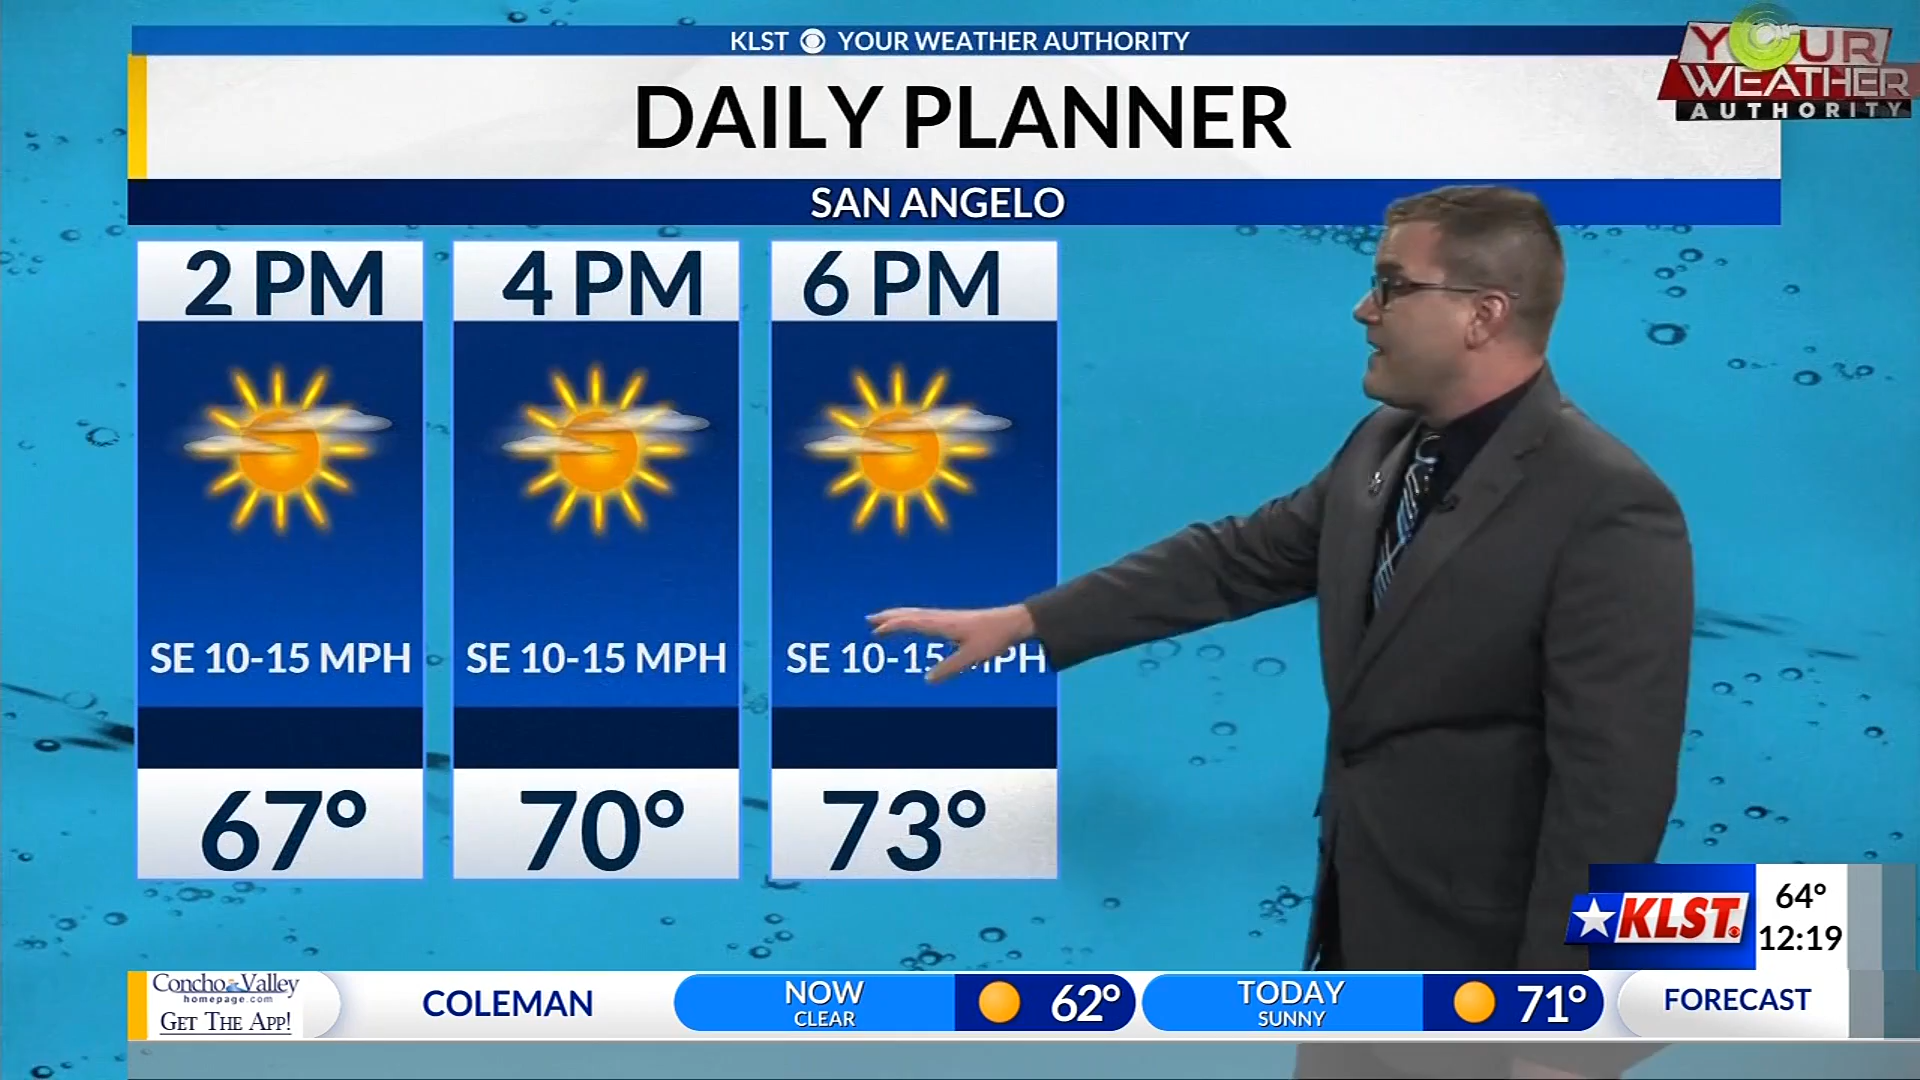 KLST YOUR WEATHER AUTHORITY
YOUR
WEATHER
AUTHORITY
DAILY PLANNER
SAN ANGELO
2 PM
4 PM
6 PM
SE 10-15 MPH
SE 10-15 MPH
SE 10-15 MPH
67°
70°
73°
KLST
64°
12:19
Concho Valley
homepage.com
GET THE APP!
COLEMAN
NOW
CLEAR
62°
TODAY
SUNNY
71°
FORECAST